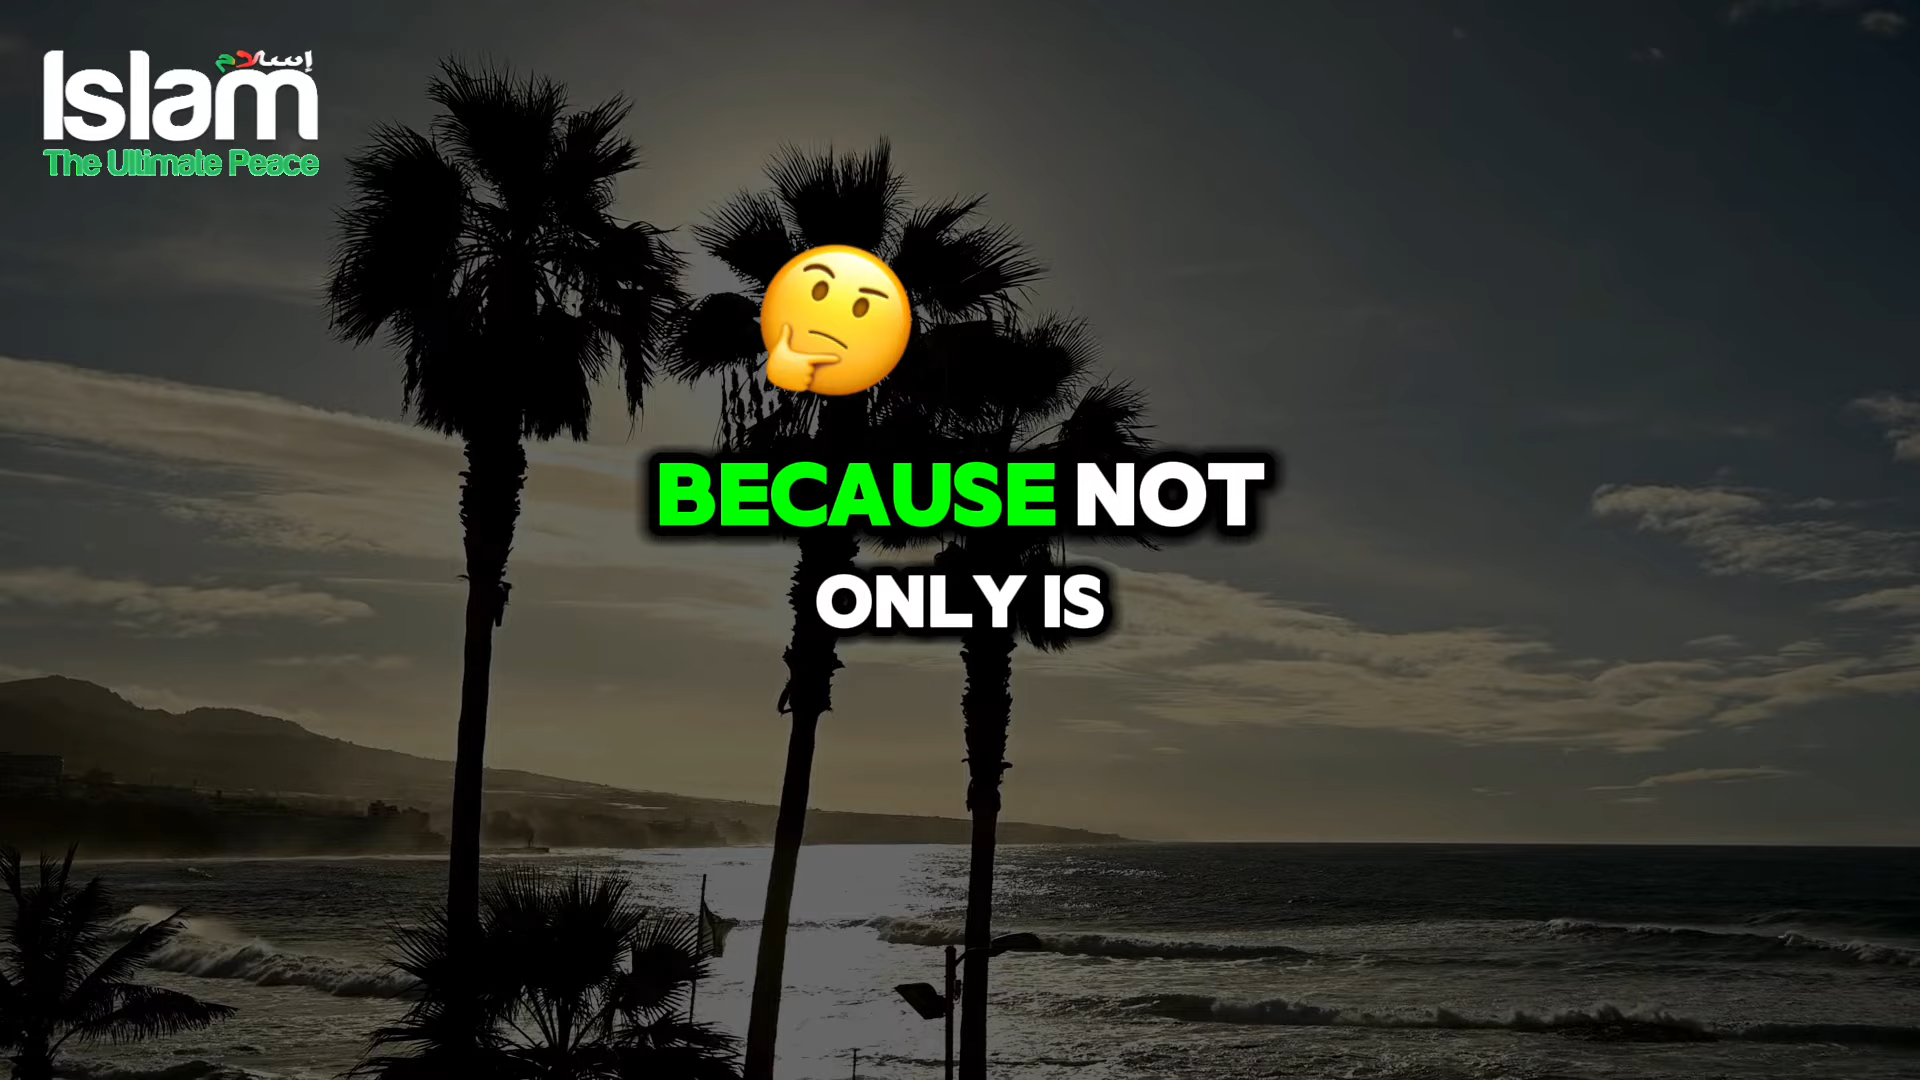 إسلام
Islam
The Ultimate Peace
BECAUSE NOT
ONLY IS